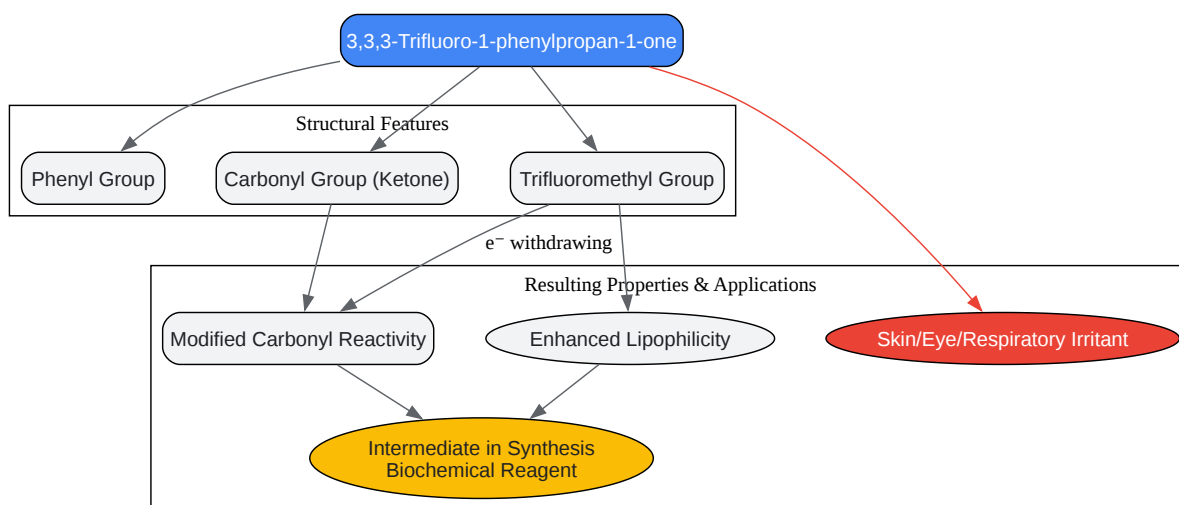 3,3,3-Trifluoro-1-phenylpropan-1-one
Structural Features
Phenyl Group
Carbonyl Group (Ketone)
Trifluoromethyl Group
e⁻ withdrawing
Resulting Properties & Applications
Modified Carbonyl Reactivity
Enhanced Lipophilicity
Skin/Eye/Respiratory Irritant
Intermediate in Synthesis
Biochemical Reagent